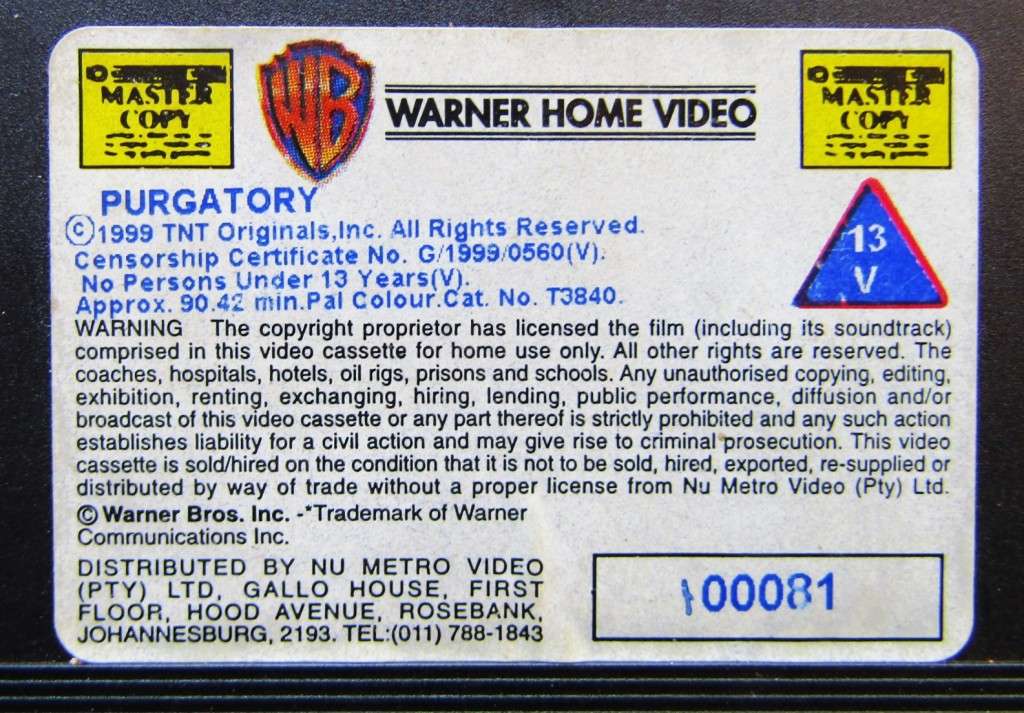 MASTER
COPY
WB
WARNER HOME VIDEO
MASTER
COPY
PURGATORY
©1999 TNT Originals,Inc. All Rights Reserved.
Censorship Certificate No. G/1999/0560(V).
No Persons Under 13 Years(V).
Approx. 90.42 min.Pal Colour.Cat. No. T3840.
13
V
WARNING The copyright proprietor has licensed the film (including its soundtrack)
comprised in this video cassette for home use only. All other rights are reserved. The
coaches, hospitals, hotels, oil rigs, prisons and schools. Any unauthorised copying, editing,
exhibition, renting, exchanging, hiring, lending, public performance, diffusion and/or
broadcast of this video cassette or any part thereof is strictly prohibited and any such action
establishes liability for a civil action and may give rise to criminal prosecution. This video
cassette is sold/hired on the condition that it is not to be sold, hired, exported, re-supplied or
distributed by way of trade without a proper license from Nu Metro Video (Pty) Ltd.
© Warner Bros. Inc. -*Trademark of Warner
Communications Inc.
DISTRIBUTED BY NU METRO VIDEO
(PTY) LTD, GALLO HOUSE, FIRST
FLOOR, HOOD AVENUE, ROSEBANK,
JOHANNESBURG, 2193. TEL:(011) 788-1843
100081